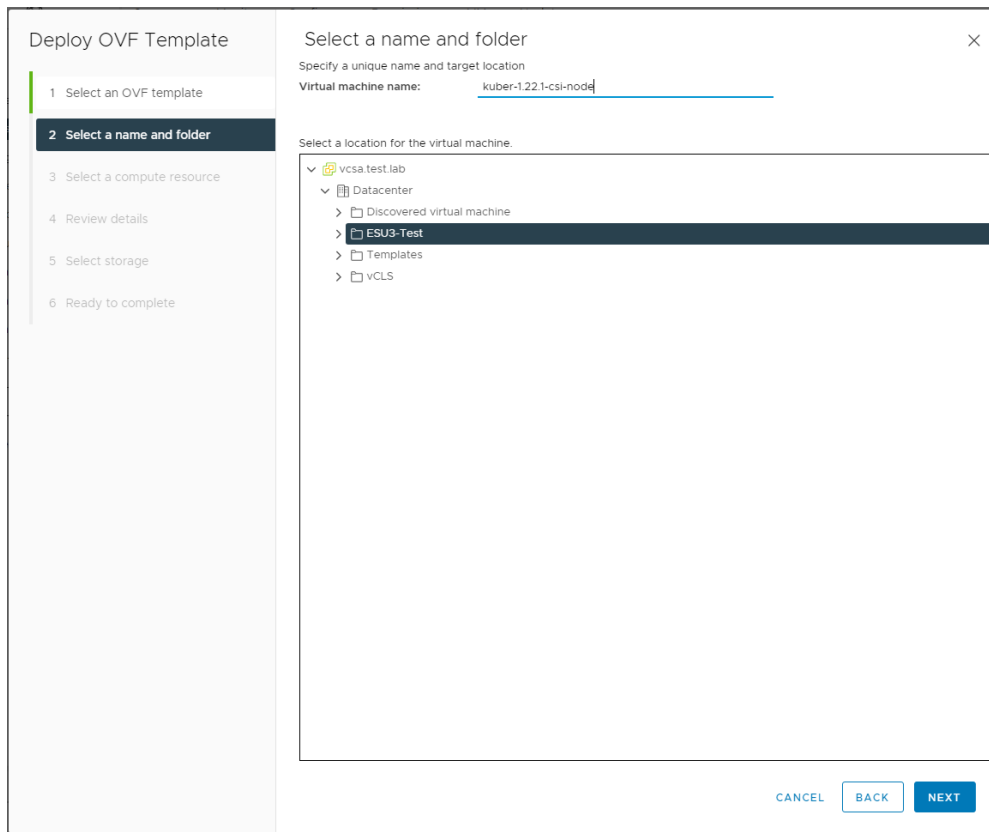 Deploy OVF Template
1 Select an OVF template
2 Select a name and folder
3 Select a compute resource
4 Review details
5 Select storage
6 Ready to complete
Select a name and folder
Specify a unique name and target location
Virtual machine name: kuber-1.22.1-csi-node
Select a location for the virtual machine.
vcsa.test.lab
Datacenter
Discovered virtual machine
ESU3-Test
Templates
vCLS
CANCEL BACK NEXT